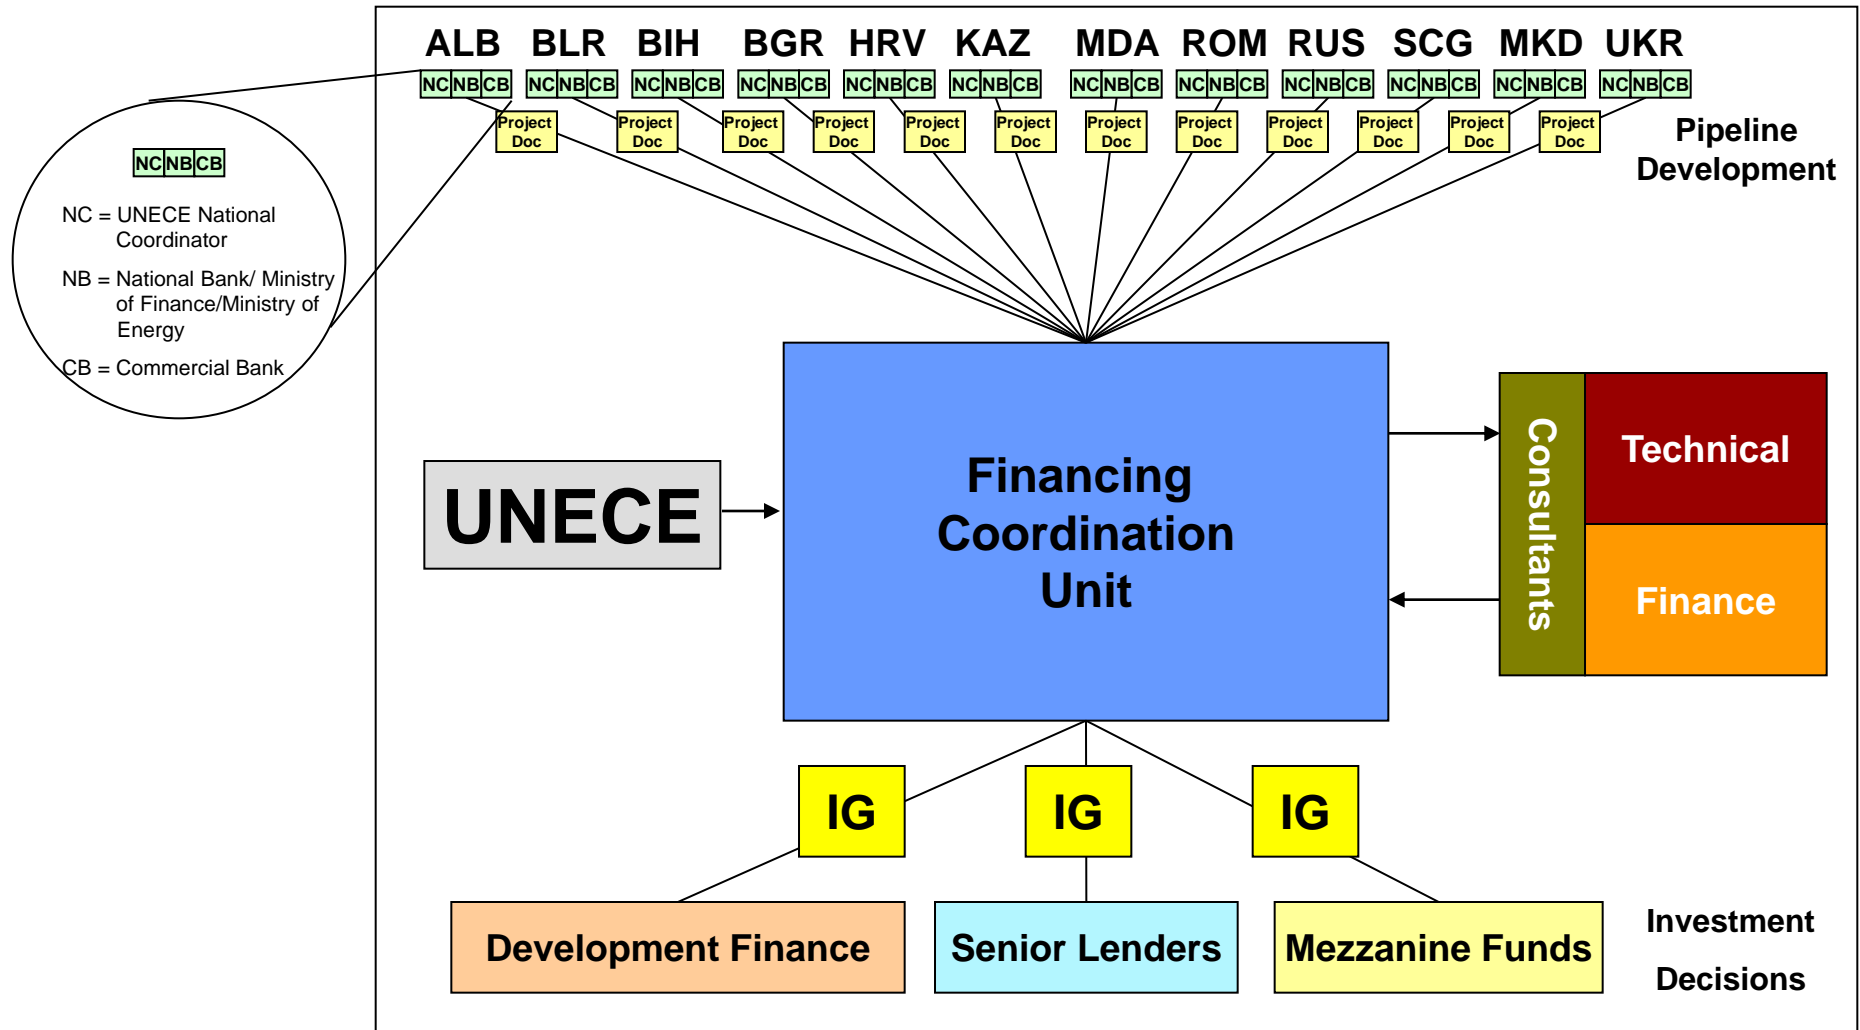 ALB BLR BIH BGR HRV KAZ MDA ROM RUS SCG MKD UKR
NC NB CB NC NB CB NC NB CB NC NB CB NC NB CB NC NB CB NC NB CB NC NB CB NC NB CB NC NB CB NC NB CB NC NB CB
Project Project Project Project Project Project Project Project Project Project Project Project
Doc Doc Doc Doc Doc Doc Doc Doc Doc Doc Doc Doc
Pipeline
Development
NC NB CB
NC = UNECE National
Coordinator
NB = National Bank/ Ministry
of Finance/Ministry of
Energy
CB = Commercial Bank
UNECE
Financing
Coordination
Unit
Consultants
Technical
Finance
IG IG IG
Development Finance
Senior Lenders
Mezzanine Funds
Investment
Decisions